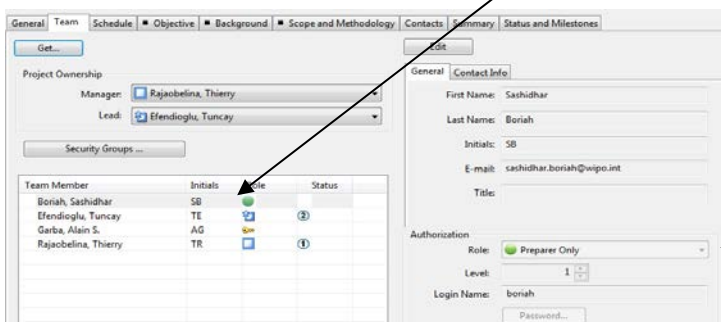 General Team Schedule Objective Background Scope and Methodology Contacts Summary Status and Milestones
Get...
Project Ownership
Manager: Rajaobelina, Thierry
Lead: Efendioglu, Tuncay
Security Groups ...
Team Member Initials Role Status
Boriah, Sashidhar SB
Efendioglu, Tuncay TE 2
Garba, Alain S. AG
Rajaobelina, Thierry TR 1
Edit
General Contact Info
First Name: Sashidhar
Last Name: Boriah
Initials: SB
E-mail: sashidhar.boriah@wipo.int
Title:
Authorization
Role: Preparer Only
Level: 1
Login Name: boriah
Password...